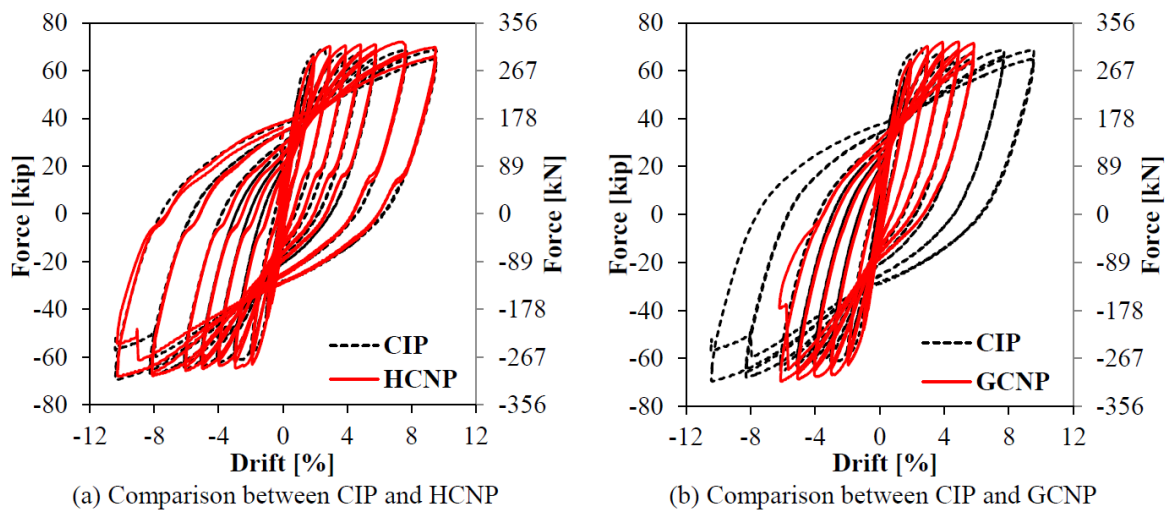 80
60
40
20
0
-20
-40
-60
-80
Force [kip]
356
267
178
89
0
-89
-178
-267
-356
Force [kN]
CIP
HCNP
-12 -8 -4 0 4 8 12
Drift [%]
(a) Comparison between CIP and HCNP
80
60
40
20
0
-20
-40
-60
-80
Force [kip]
356
267
178
89
0
-89
-178
-267
-356
Force [kN]
CIP
GCNP
-12 -8 -4 0 4 8 12
Drift [%]
(b) Comparison between CIP and GCNP